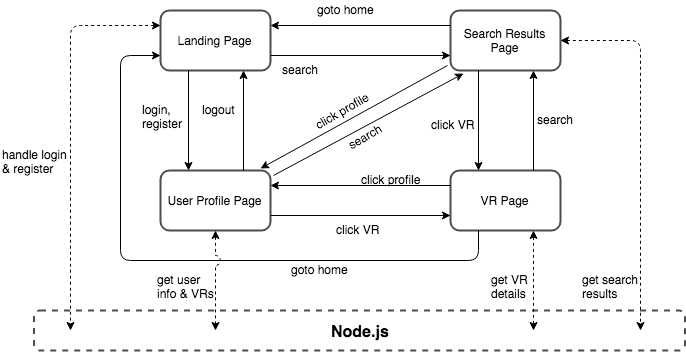 goto home
Landing Page
Search Results
Page
search
click profile
search
login,
register
logout
click VR
search
handle login
& register
click profile
User Profile Page
VR Page
click VR
goto home
get user
info & VRs
get VR
details
get search
results
Node.js